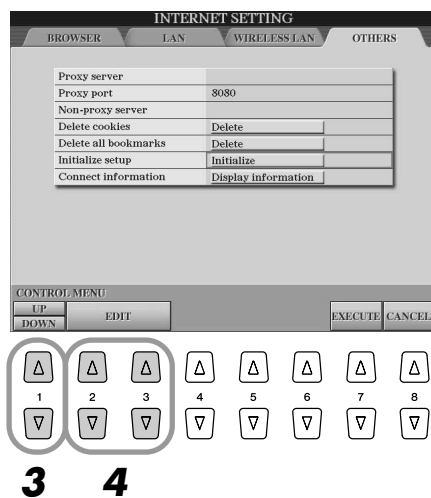 INTERNET SETTING
BROWSER LAN WIRELESS LAN OTHERS
Proxy server
Proxy port 8080
Non-proxy server
Delete cookies Delete
Delete all bookmarks Delete
Initialize setup Initialize
Connect information Display information
CONTROL MENU
UP
DOWN
EDIT EXECUTE CANCEL
1 2 3 4 5 6 7 8
3 4